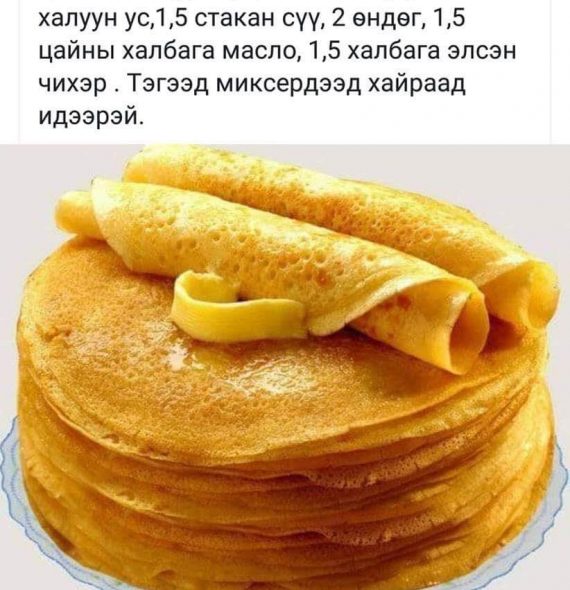 халуун ус,1,5 стакан сүү, 2 өндөг, 1,5
цайны халбага масло, 1,5 халбага элсэн
чихэр . Тэгээд миксердээд хайраад
идээрэй.